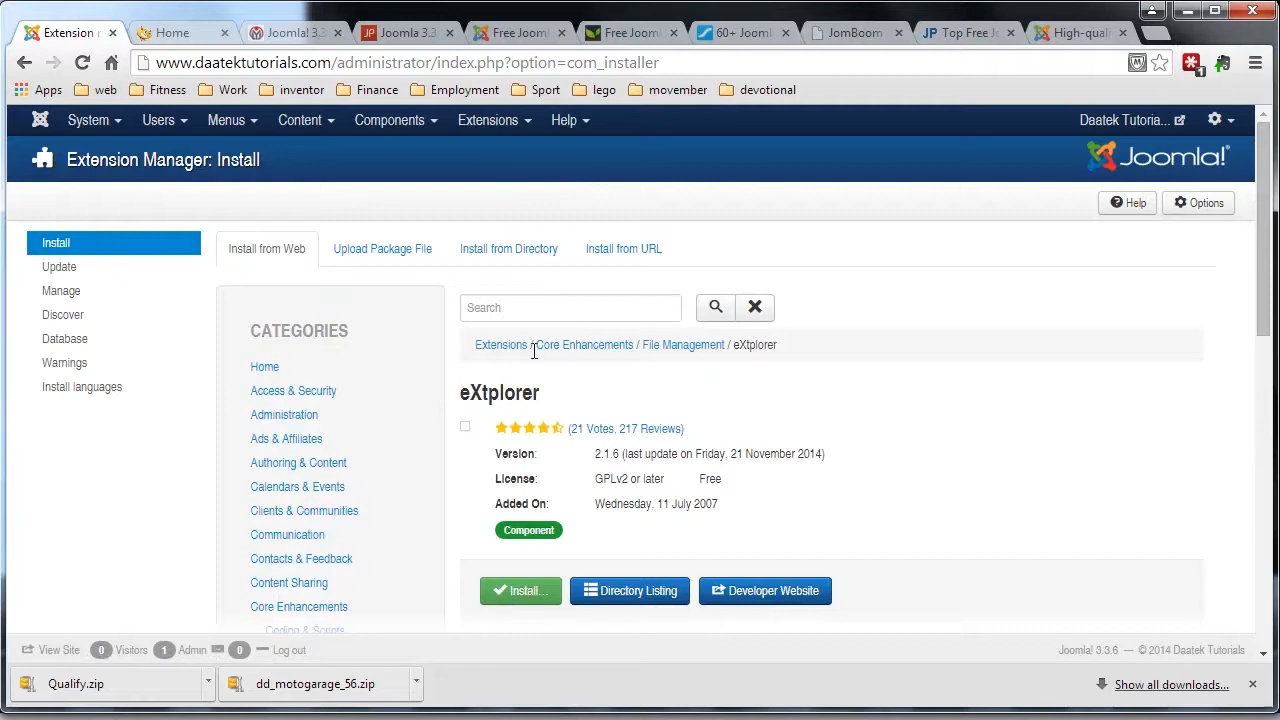 Extension
Home
Joomla! 3.3
Joomla 3.3
Free Jooml
Free Jooml
60+ Jooml
JomBoom
JP Top Free Jo
High-qual
www.daatektutorials.com/administrator/index.php?option=com_installer
Apps web Fitness Work inventor Finance Employment Sport lego movember devotional
System Users Menus Content Components Extensions Help Daatek Tutoria...
Extension Manager: Install Joomla!
Help Options
Install
Update
Manage
Discover
Database
Warnings
Install languages
Install from Web Upload Package File Install from Directory Install from URL
CATEGORIES
Home
Access & Security
Administration
Ads & Affiliates
Authoring & Content
Calendars & Events
Clients & Communities
Communication
Contacts & Feedback
Content Sharing
Core Enhancements
Coding & Scripts
Search
Extensions / Core Enhancements / File Management / eXtplorer
eXtplorer
(21 Votes, 217 Reviews)
Version: 2.1.6 (last update on Friday, 21 November 2014)
License: GPLv2 or later Free
Added On: Wednesday, 11 July 2007
Component
Install... Directory Listing Developer Website
View Site 0 Visitors 1 Admin 0 Log out Joomla! 3.3.6 — © 2014 Daatek Tutorials
Qualify.zip dd_motogarage_56.zip Show all downloads...